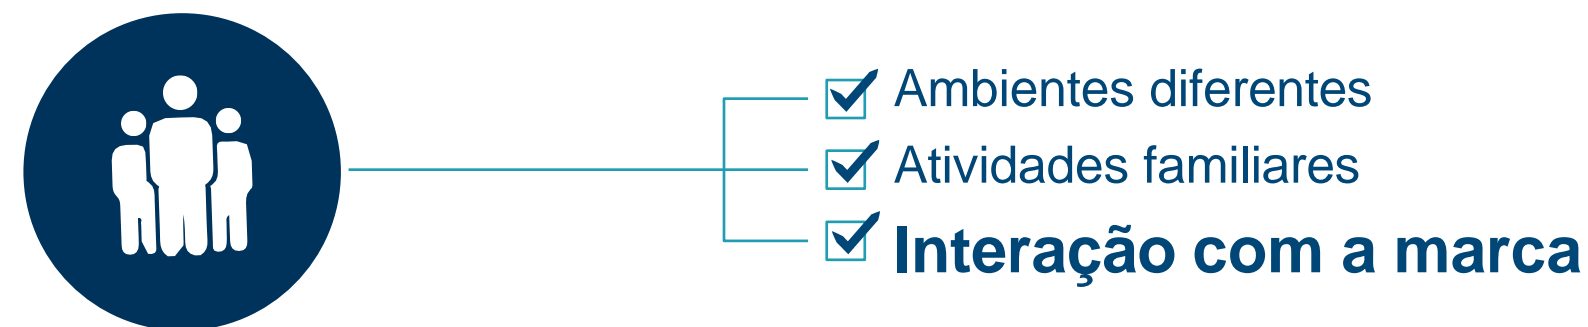 Ambientes diferentes
Atividades familiares
Interação com a marca